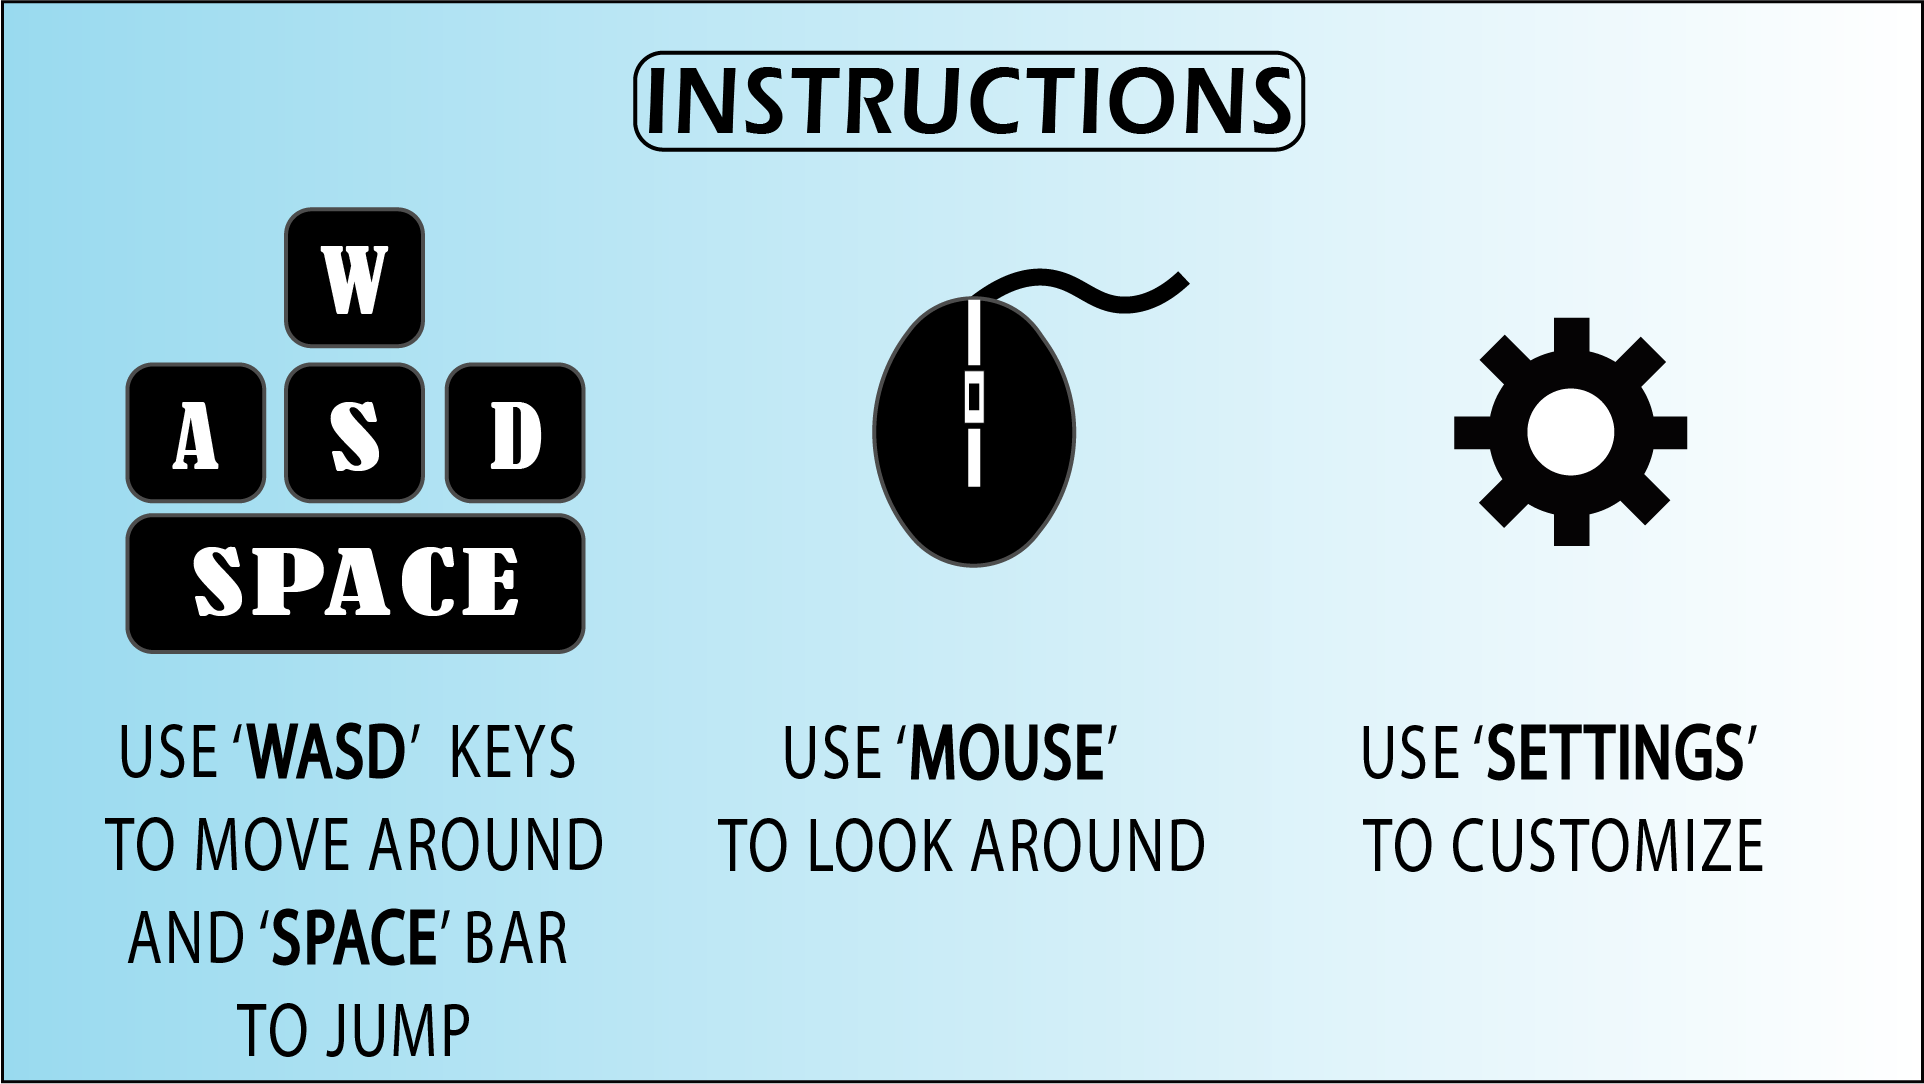 INSTRUCTIONS
W
A S D
SPACE
USE ‘WASD’ KEYS
TO MOVE AROUND
AND ‘SPACE’ BAR
TO JUMP
USE ‘MOUSE’
TO LOOK AROUND
USE ‘SETTINGS’
TO CUSTOMIZE